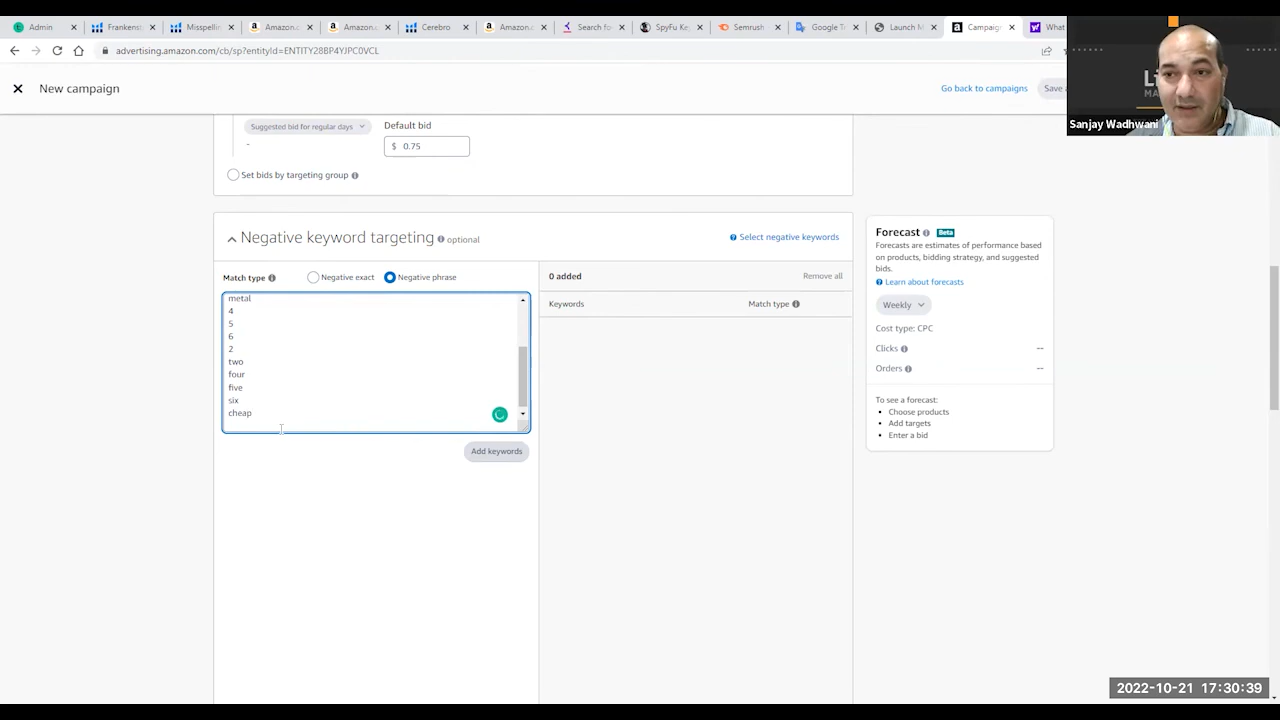 Admin
Frankens
Misspellin
Amazon.c
Amazon.c
Cerebro
Amazon.c
Search fo
SpyFu Ke
Semrush
Google T
Launch M
Campaig
What
advertising.amazon.com/cb/sp?entityId=ENTITY28BP4YJPC0VCL
New campaign
Go back to campaigns
Save a
Sanjay Wadhwani
Suggested bid for regular days
Default bid
-
$ 0.75
Set bids by targeting group
Negative keyword targeting optional
Select negative keywords
Match type
Negative exact
Negative phrase
metal
4
5
6
2
two
four
five
six
cheap
Add keywords
0 added
Remove all
Keywords
Match type
Forecast Beta
Forecasts are estimates of performance based
on products, bidding strategy, and suggested
bids.
Learn about forecasts
Weekly
Cost type: CPC
Clicks --
Orders --
To see a forecast:
• Choose products
• Add targets
• Enter a bid
2022-10-21 17:30:39